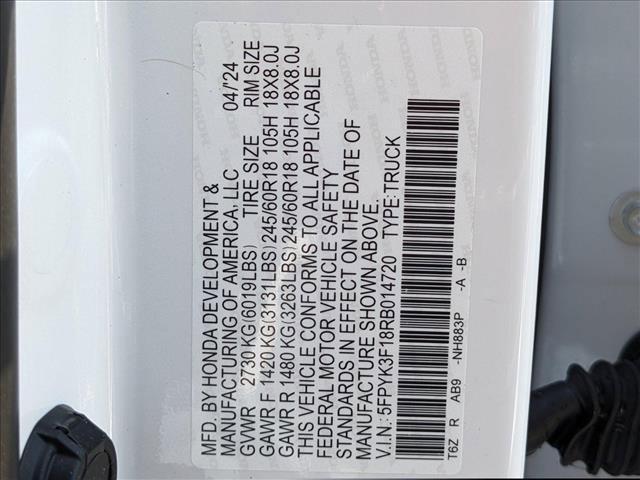 MFD. BY HONDA DEVELOPMENT &
MANUFACTURING OF AMERICA, LLC 04/'24
GVWR 2730 KG(6019LBS) TIRE SIZE RIM SIZE
GAWR F 1420 KG(3131LBS)245/60R18 105H 18X8.0J
GAWR R 1480 KG(3263LBS)245/60R18 105H 18X8.0J
THIS VEHICLE CONFORMS TO ALL APPLICABLE
FEDERAL MOTOR VEHICLE SAFETY
STANDARDS IN EFFECT ON THE DATE OF
MANUFACTURE SHOWN ABOVE.
V.I.N.: 5FPYK3F18RB014720 TYPE:TRUCK
T6Z R AB9 -NH883P -A -B
HONDA HONDA HONDA